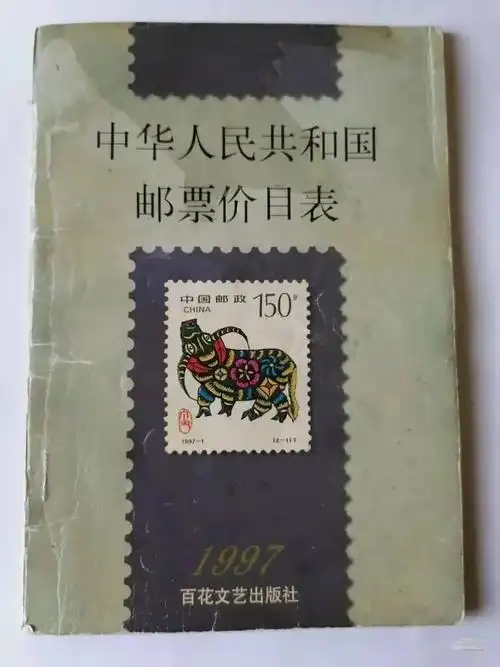 中华人民共和国
邮票价目表
中国邮政
CHINA
150分
1997-1
(2-1)T
1997
百花文艺出版社